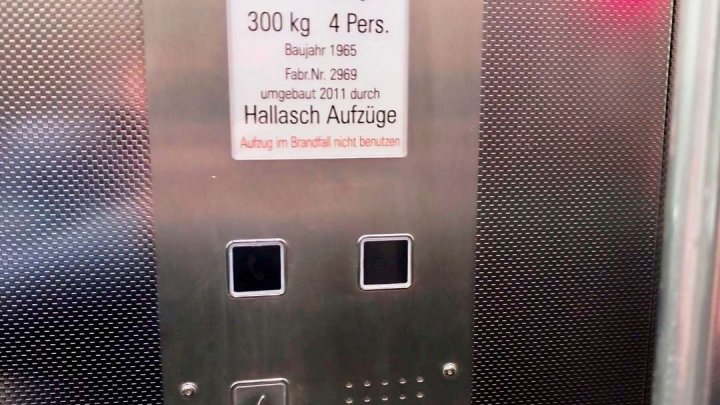 300 kg 4 Pers.
Baujahr 1965
Fabr.Nr. 2969
umgebaut 2011 durch
Hallasch Aufzüge
Aufzug im Brandfall nicht benutzen